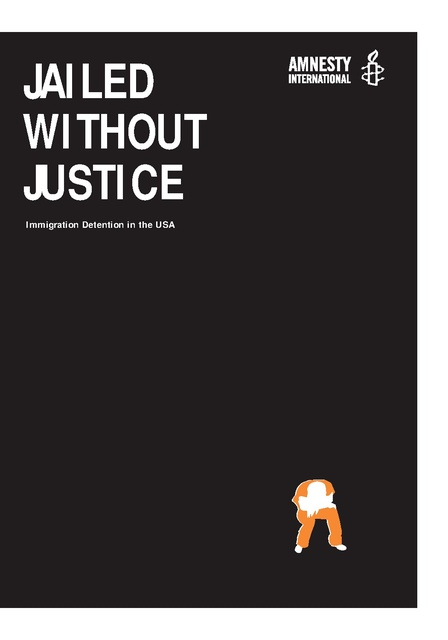 JAILED
WITHOUT
JUSTICE
AMNESTY
INTERNATIONAL
Immigration Detention in the USA